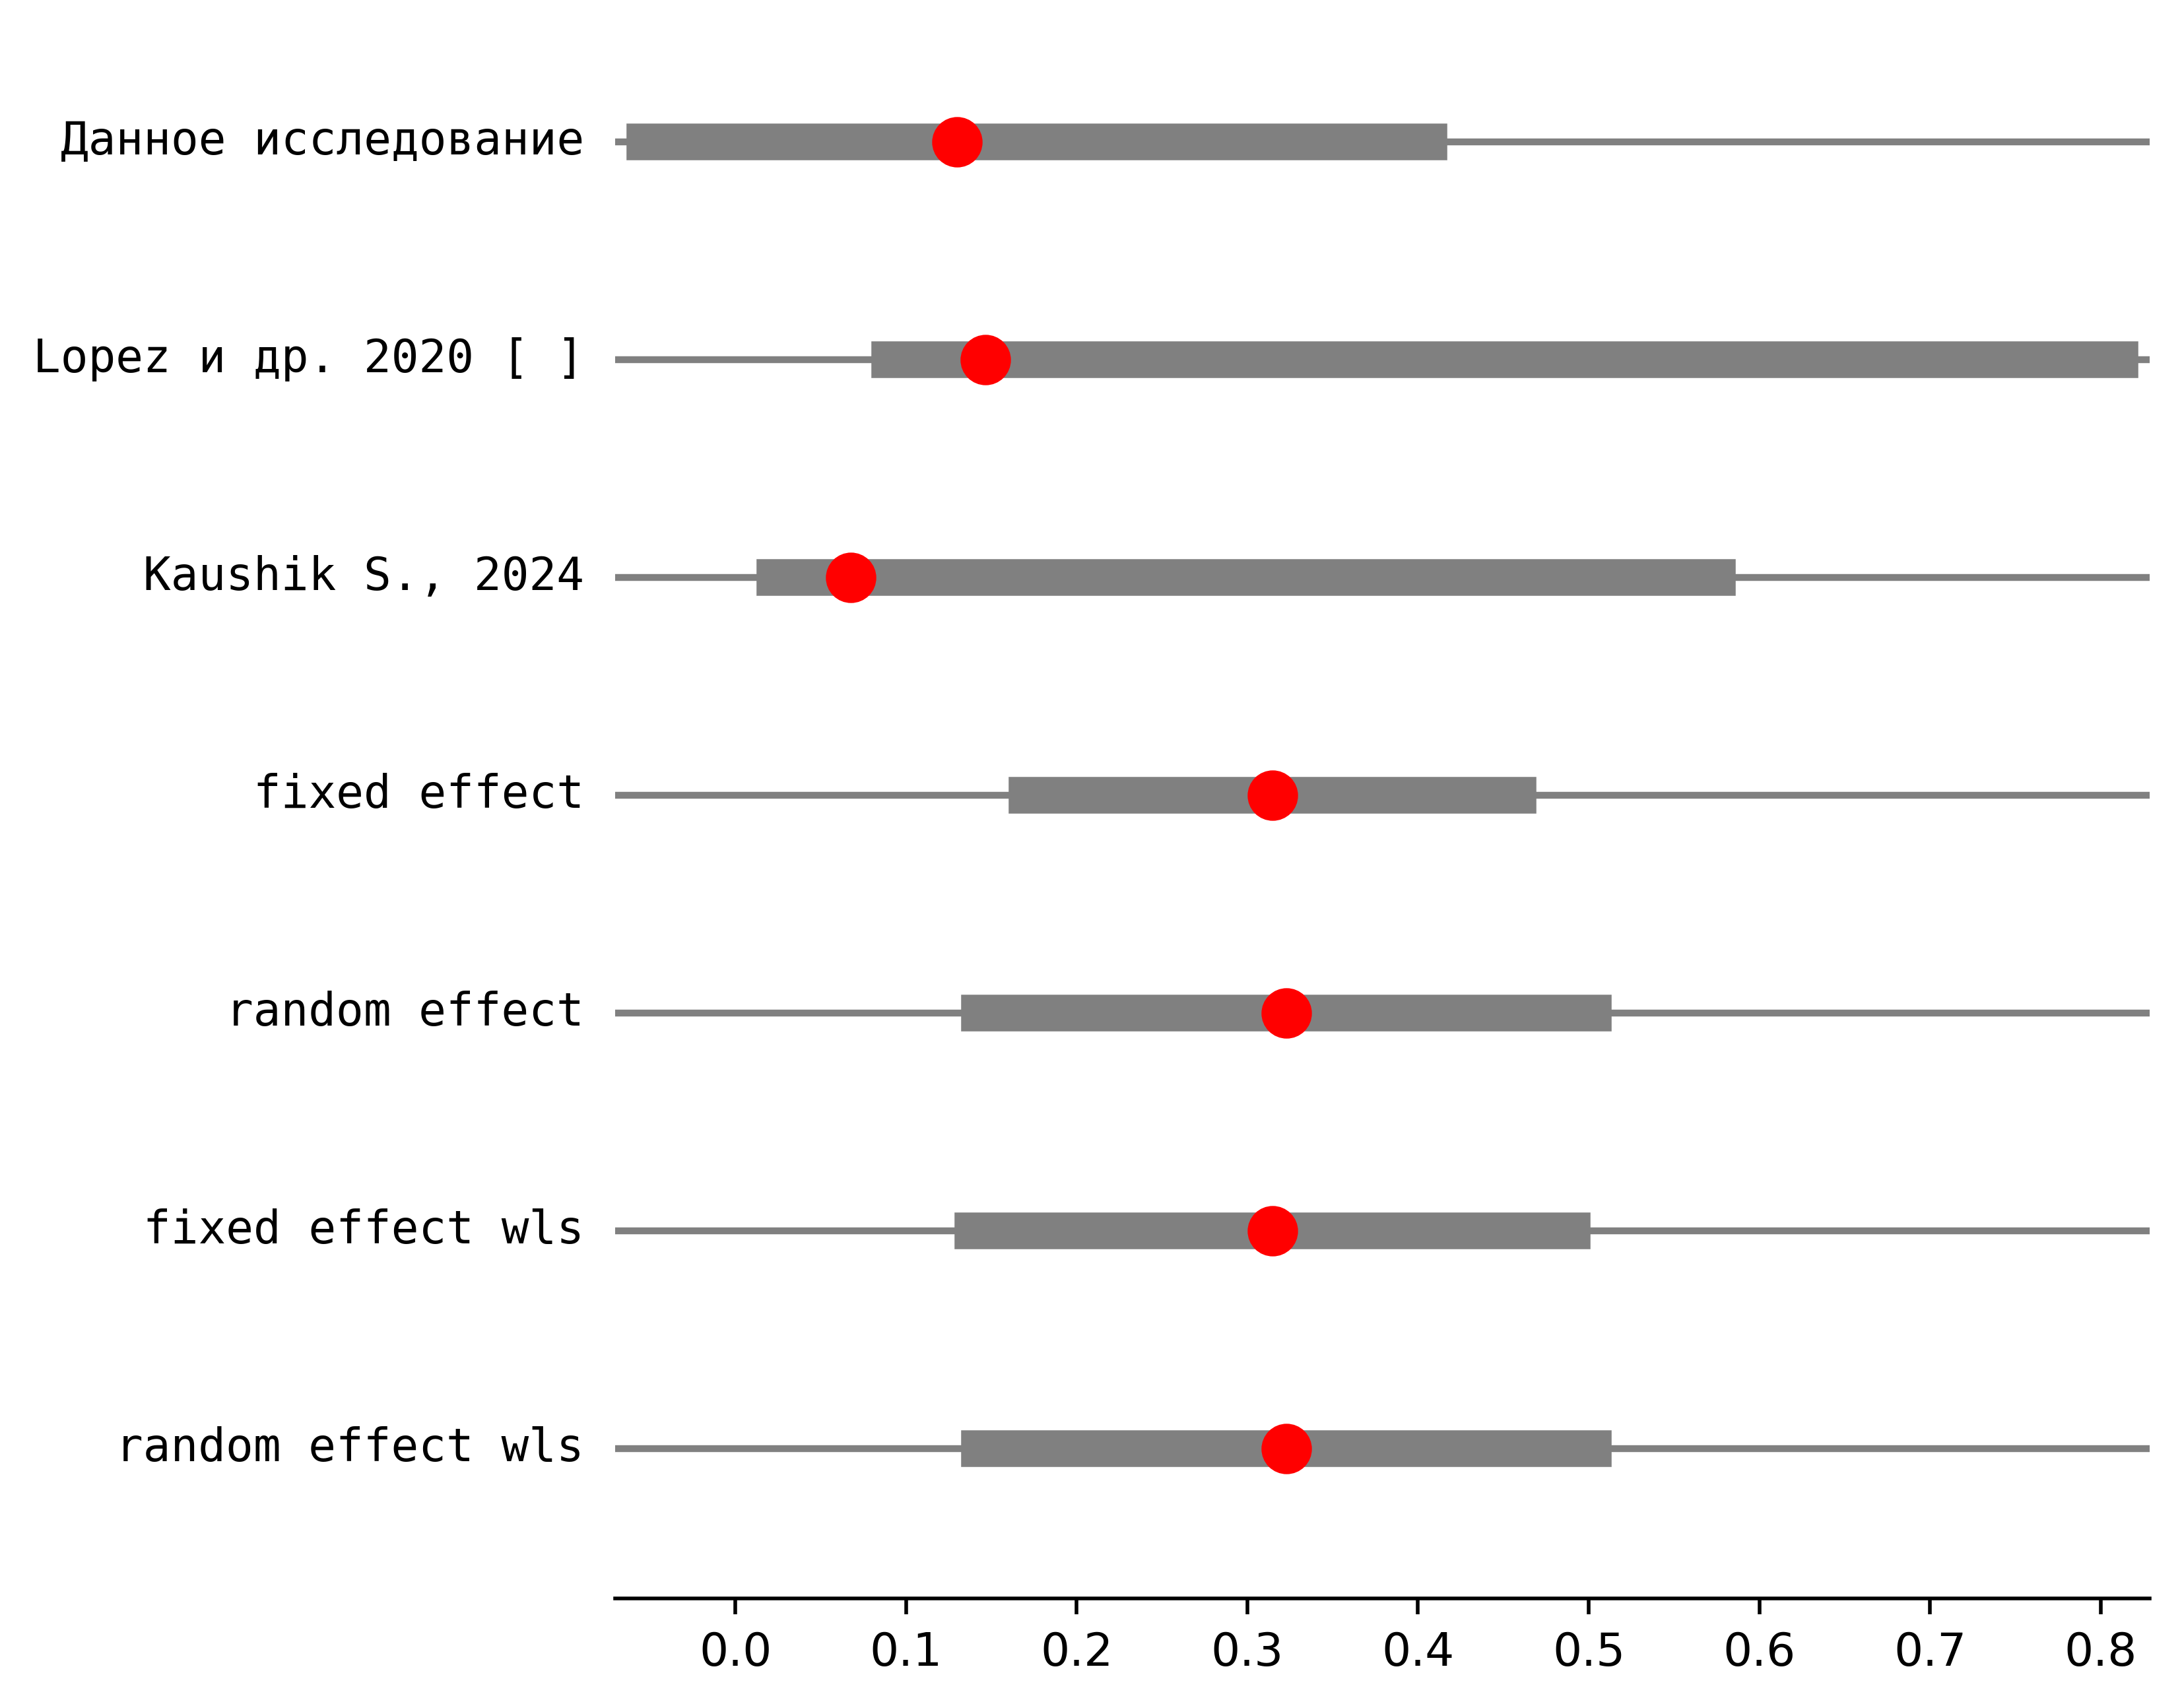 Данное исследование
Lopez и др. 2020 [ ]
Kaushik S., 2024
fixed effect
random effect
fixed effect wls
random effect wls
0.0 0.1 0.2 0.3 0.4 0.5 0.6 0.7 0.8